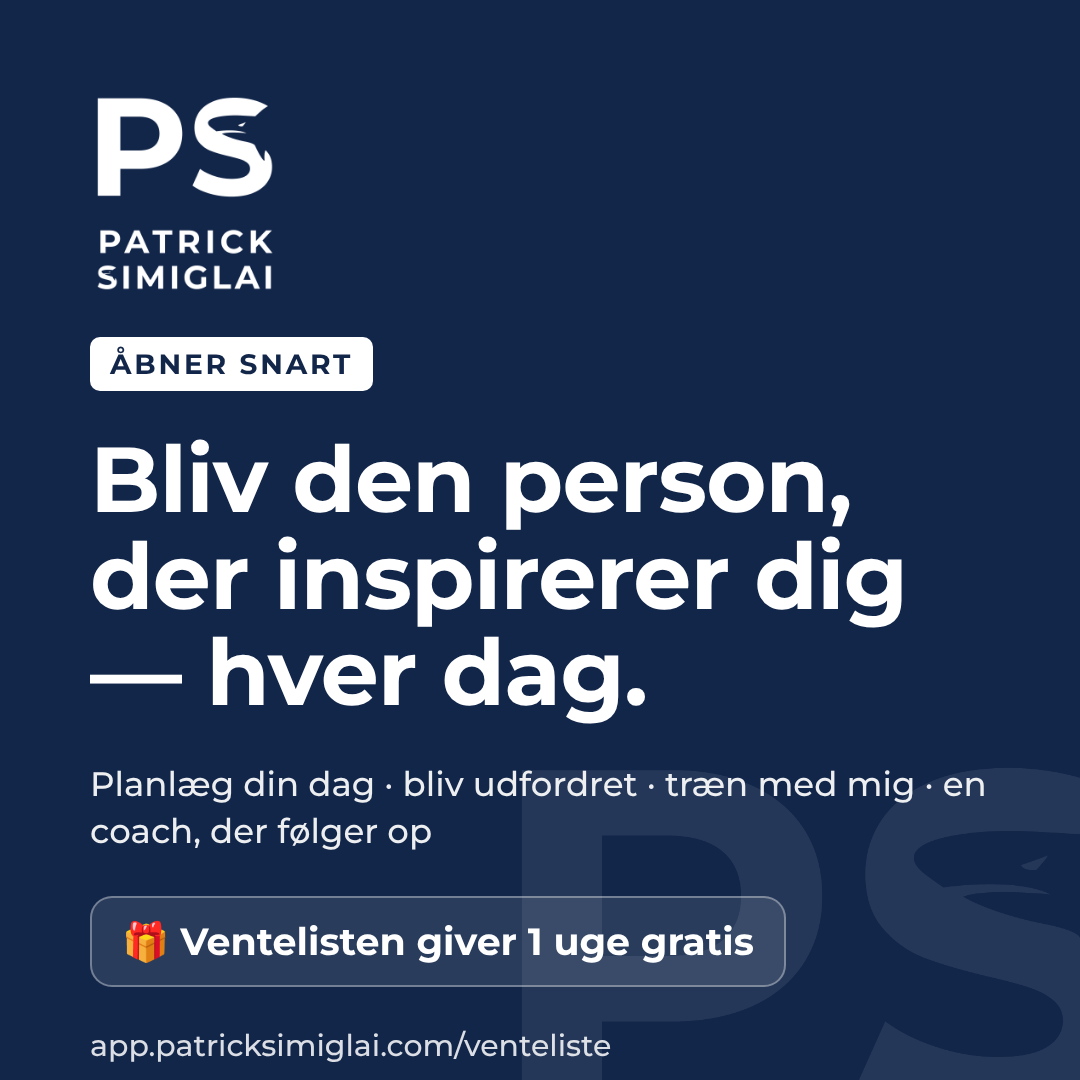 PS
PATRICK
SIMIGLAI
ÅBNER SNART
Bliv den person,
der inspirerer dig
— hver dag.
Planlæg din dag · bliv udfordret · træn med mig · en
coach, der følger op
🎁 Ventelisten giver 1 uge gratis
app.patricksimiglai.com/venteliste
PS